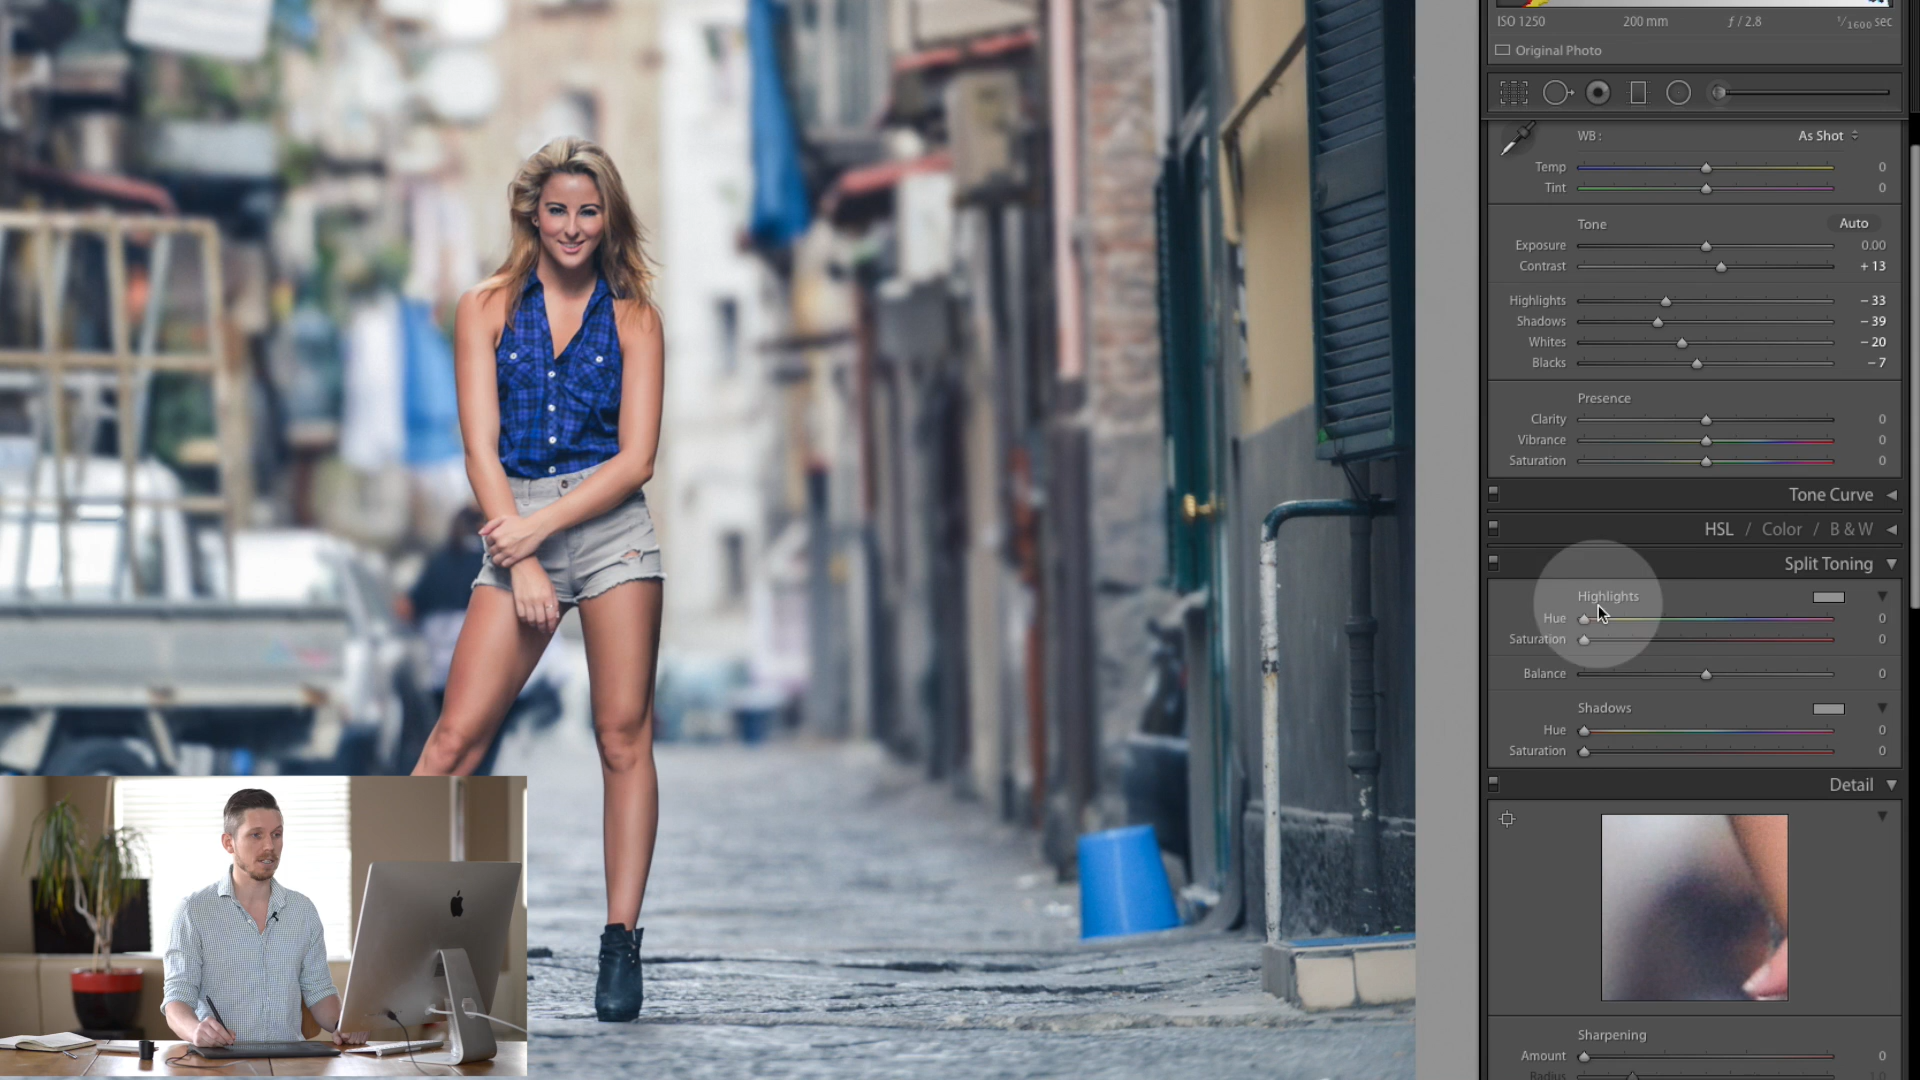 ISO 1250 200 mm ƒ / 2.8 1/1600 sec
Original Photo
WB : As Shot
Temp 0
Tint 0
Tone Auto
Exposure 0.00
Contrast + 13
Highlights – 33
Shadows – 39
Whites – 20
Blacks – 7
Presence
Clarity 0
Vibrance 0
Saturation 0
Tone Curve
HSL / Color / B & W
Split Toning
Highlights
Hue 0
Saturation 0
Balance 0
Shadows
Hue 0
Saturation 0
Detail
Sharpening
Amount 0
Radius 1.0